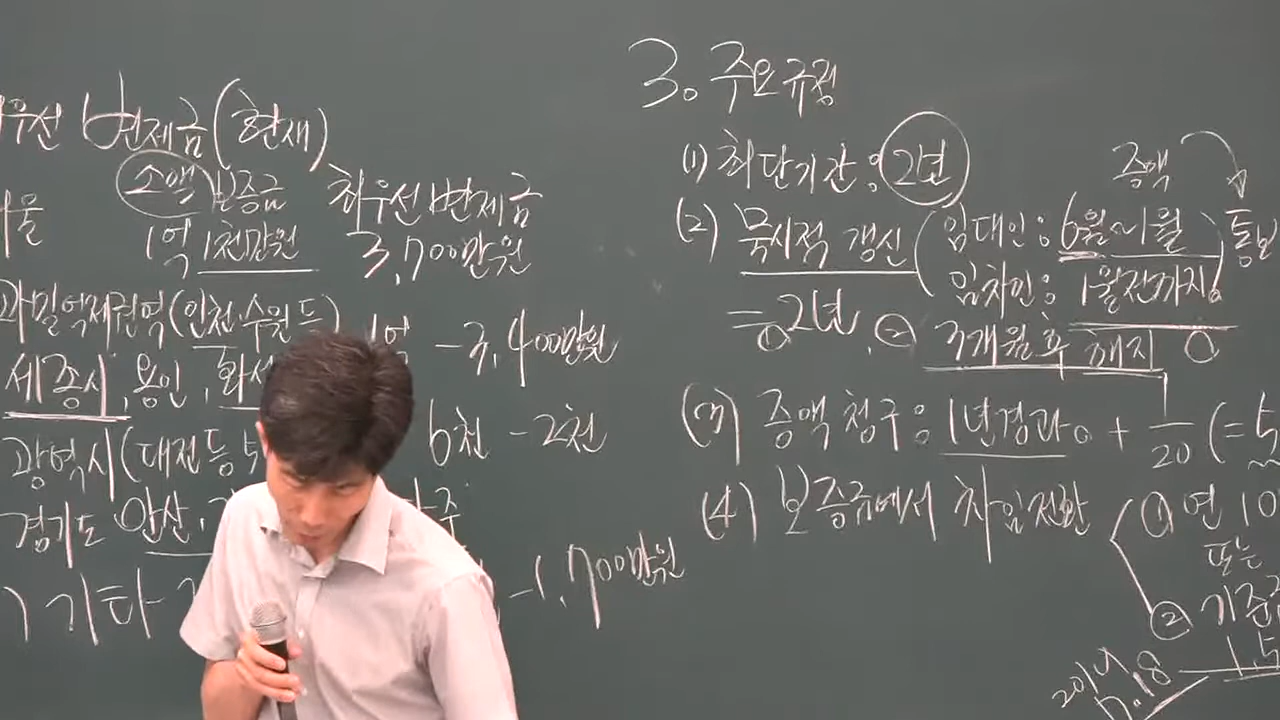 우선 변제금(현재)
소액 보증금 최우선변제금
1억 1천만원 3,700만원
과밀억제권역(인천,수원 등) 1억 -3,400만원
세종시, 용인, 화성
광역시(대전등 5 6천 -2천
경기도 안산,
기타 -1,700만원
3. 주요규정
(1) 최단기간 : 2년
증액
(2) 묵시적 갱신 (임대인 : 6월~1월) 통보
임차인 : 1월전까지
= ① 2년, ② 3개월 후 해지 O
(3) 증액 청구 : 1년경과 + 1/20 (= 5
(4) 보증금에서 차임전환 ① 연 10
또는
② 기준